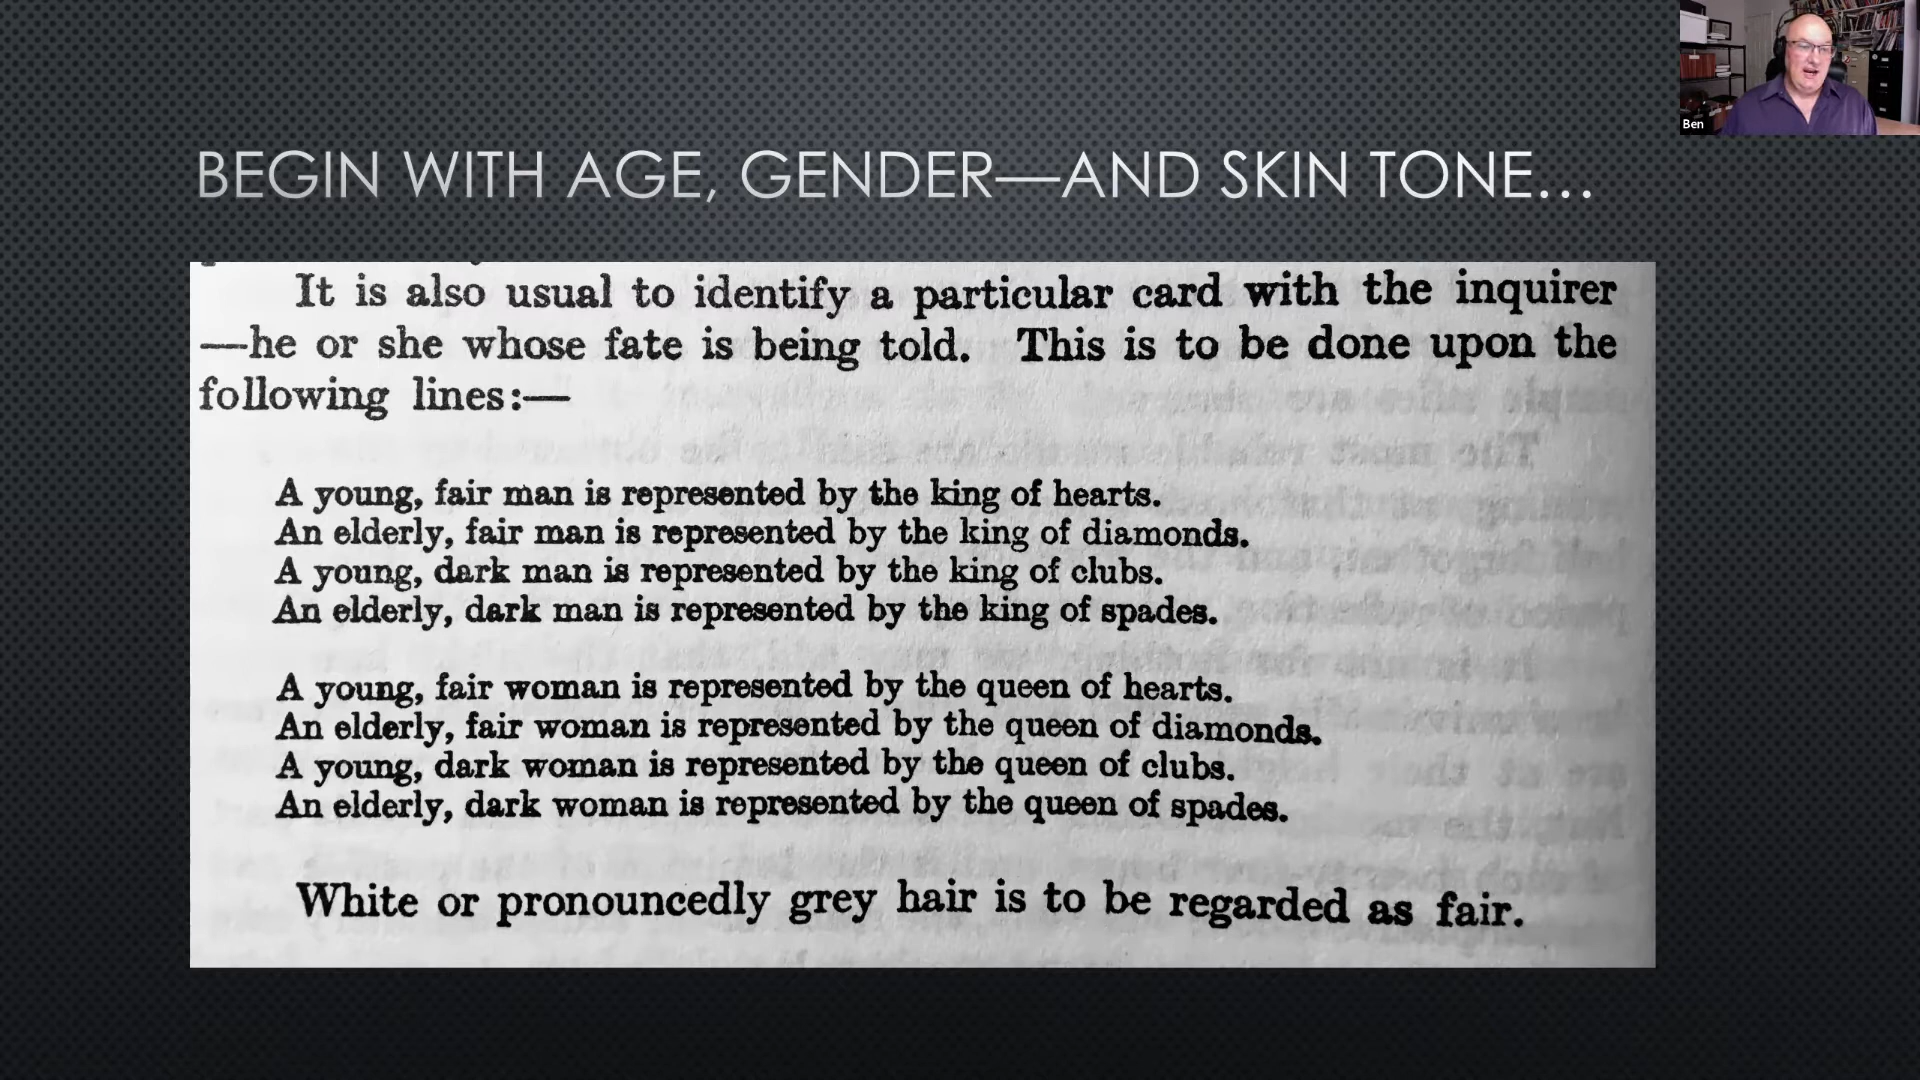 BEGIN WITH AGE, GENDER—AND SKIN TONE...
Ben
It is also usual to identify a particular card with the inquirer
—he or she whose fate is being told. This is to be done upon the
following lines:—
A young, fair man is represented by the king of hearts.
An elderly, fair man is represented by the king of diamonds.
A young, dark man is represented by the king of clubs.
An elderly, dark man is represented by the king of spades.
A young, fair woman is represented by the queen of hearts.
An elderly, fair woman is represented by the queen of diamonds.
A young, dark woman is represented by the queen of clubs.
An elderly, dark woman is represented by the queen of spades.
White or pronouncedly grey hair is to be regarded as fair.